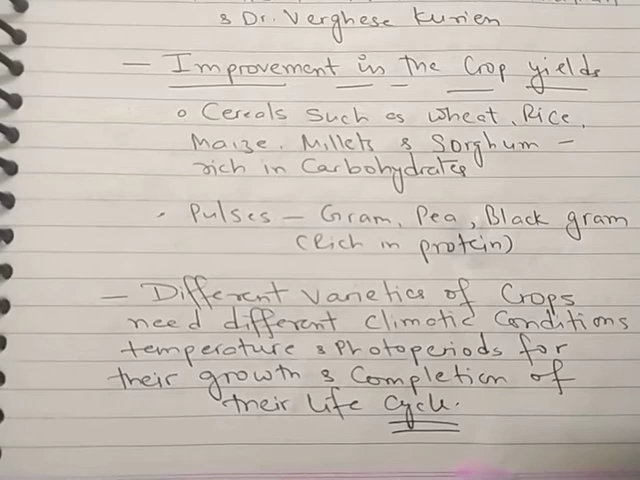 & Dr. Verghese Kurien
- Improvement in the Crop yields
o Cereals such as wheat, Rice,
Maize, Millets & Sorghum -
rich in Carbohydrates
• Pulses - Gram, Pea, Black gram
(Rich in protein)
- Different varieties of Crops
need different climatic conditions
temperature & Photoperiods for
their growth & Completion of
their life cycle.